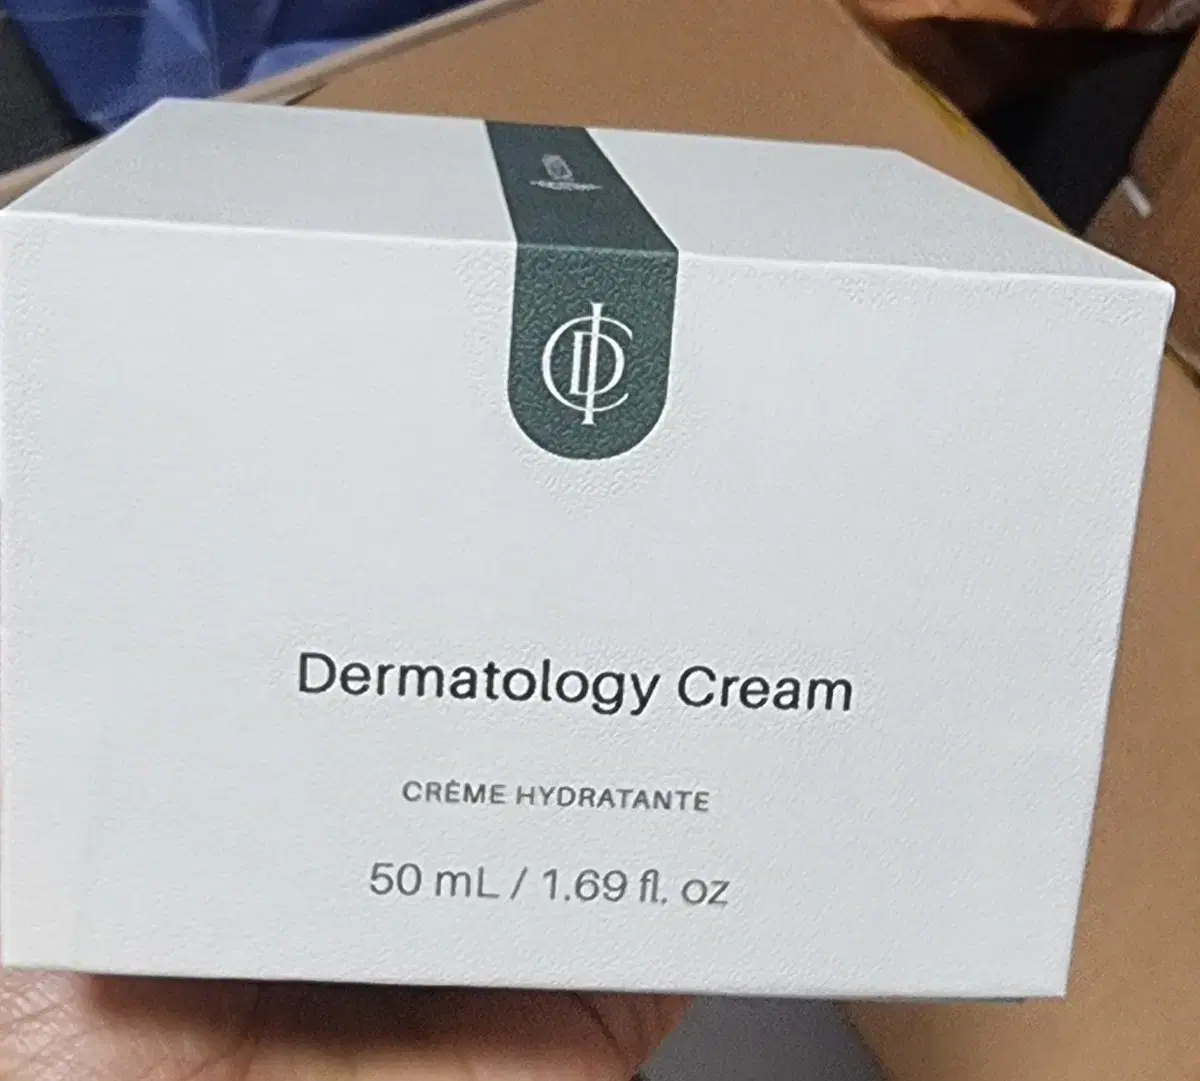 Dermatology Cream
CRÈME HYDRATANTE
50 mL / 1.69 fl. oz